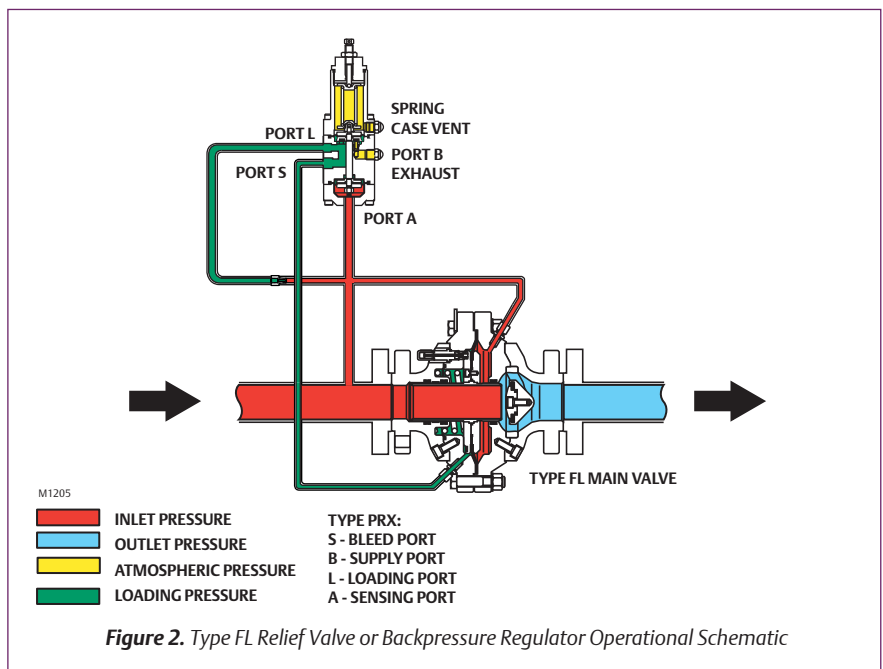 SPRING
CASE VENT
PORT L
PORT B
EXHAUST
PORT S
PORT A
TYPE FL MAIN VALVE
M1205
INLET PRESSURE
OUTLET PRESSURE
ATMOSPHERIC PRESSURE
LOADING PRESSURE
TYPE PRX:
S - BLEED PORT
B - SUPPLY PORT
L - LOADING PORT
A - SENSING PORT
Figure 2. Type FL Relief Valve or Backpressure Regulator Operational Schematic